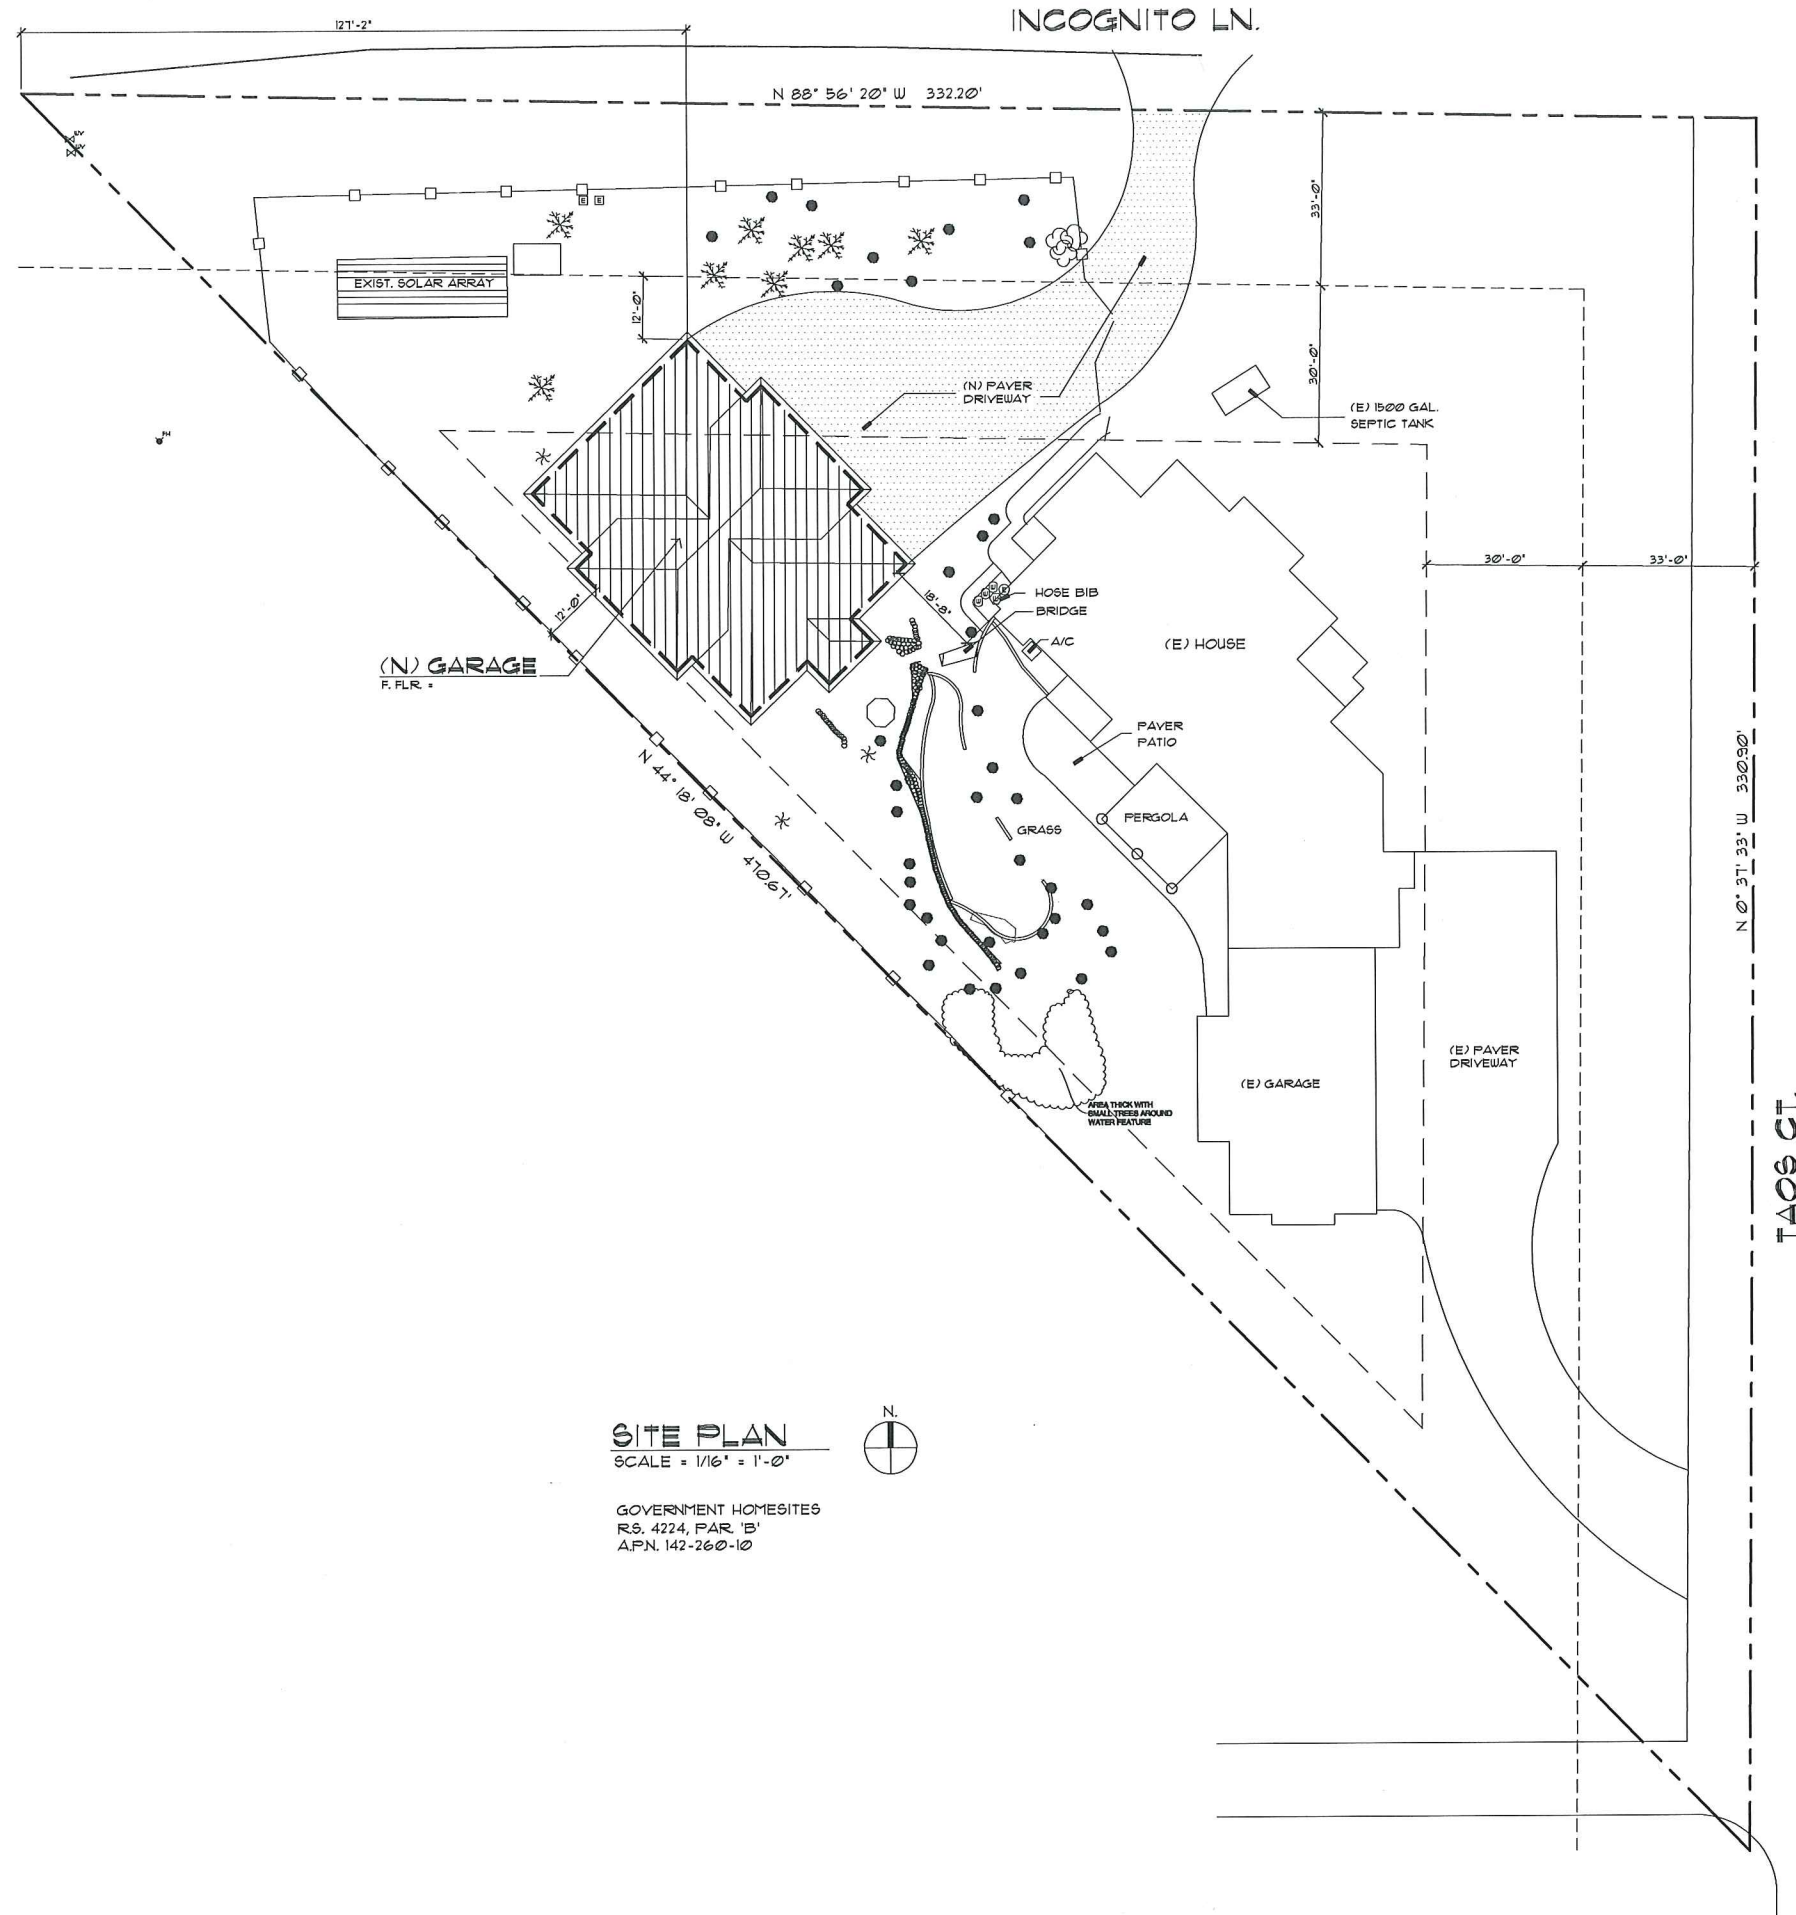 INCOGNITO LN.
127'-2"
N 88° 56' 20" W 332.20'
33'-0"
EXIST. SOLAR ARRAY
E E
12'-0"
30'-0"
(N) PAVER
DRIVEWAY
(E) 1500 GAL.
SEPTIC TANK
FH
30'-0"
33'-0"
18'-8"
12'-0"
HOSE BIB
BRIDGE
A/C
(E) HOUSE
(N) GARAGE
F. FLR. =
PAVER
PATIO
N 44° 18' 08" W 470.67'
N 0° 37' 33" W 330.90'
PERGOLA
GRASS
(E) PAVER
DRIVEWAY
(E) GARAGE
AREA THICK WITH
SMALL TREES AROUND
WATER FEATURE
TAOS CT.
N.
SITE PLAN
SCALE = 1/16" = 1'-0"
GOVERNMENT HOMESITES
R.S. 4224, PAR. 'B'
A.P.N. 142-260-10